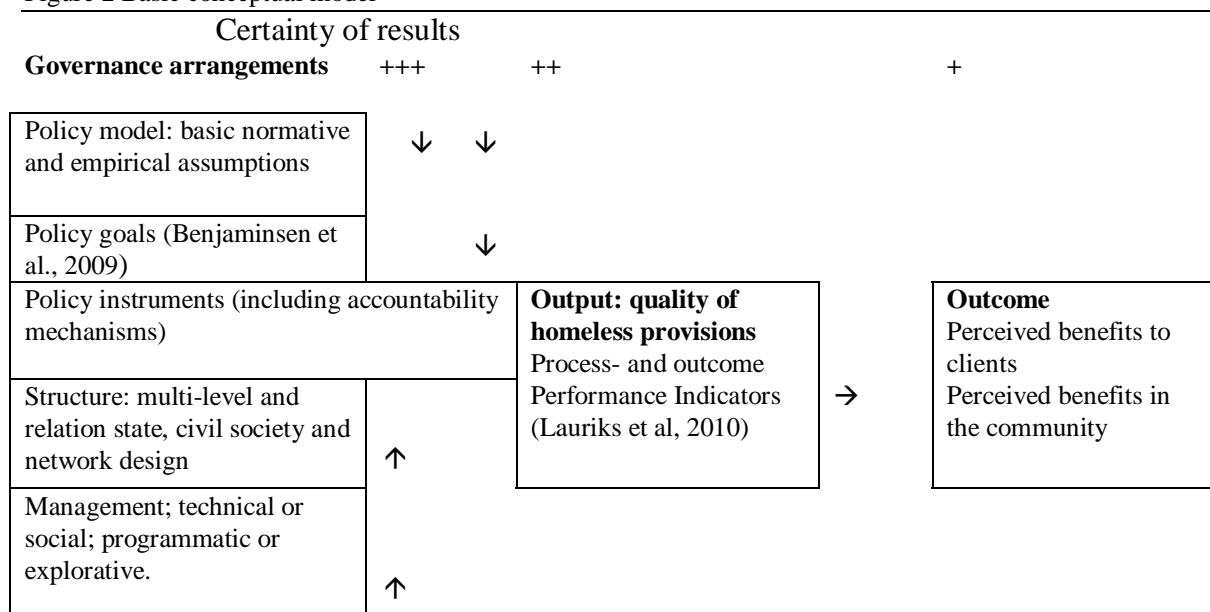 Figure 2 Basic conceptual model
Certainty of results
Governance arrangements +++ ++ +
Policy model: basic normative
and empirical assumptions
↓ ↓
Policy goals (Benjaminsen et
al., 2009)
↓
Policy instruments (including accountability
mechanisms)
Output: quality of
homeless provisions
Process- and outcome
Performance Indicators
(Lauriks et al, 2010)
→
Outcome
Perceived benefits to
clients
Perceived benefits in
the community
Structure: multi-level and
relation state, civil society and
network design
↑
Management; technical or
social; programmatic or
explorative.
↑